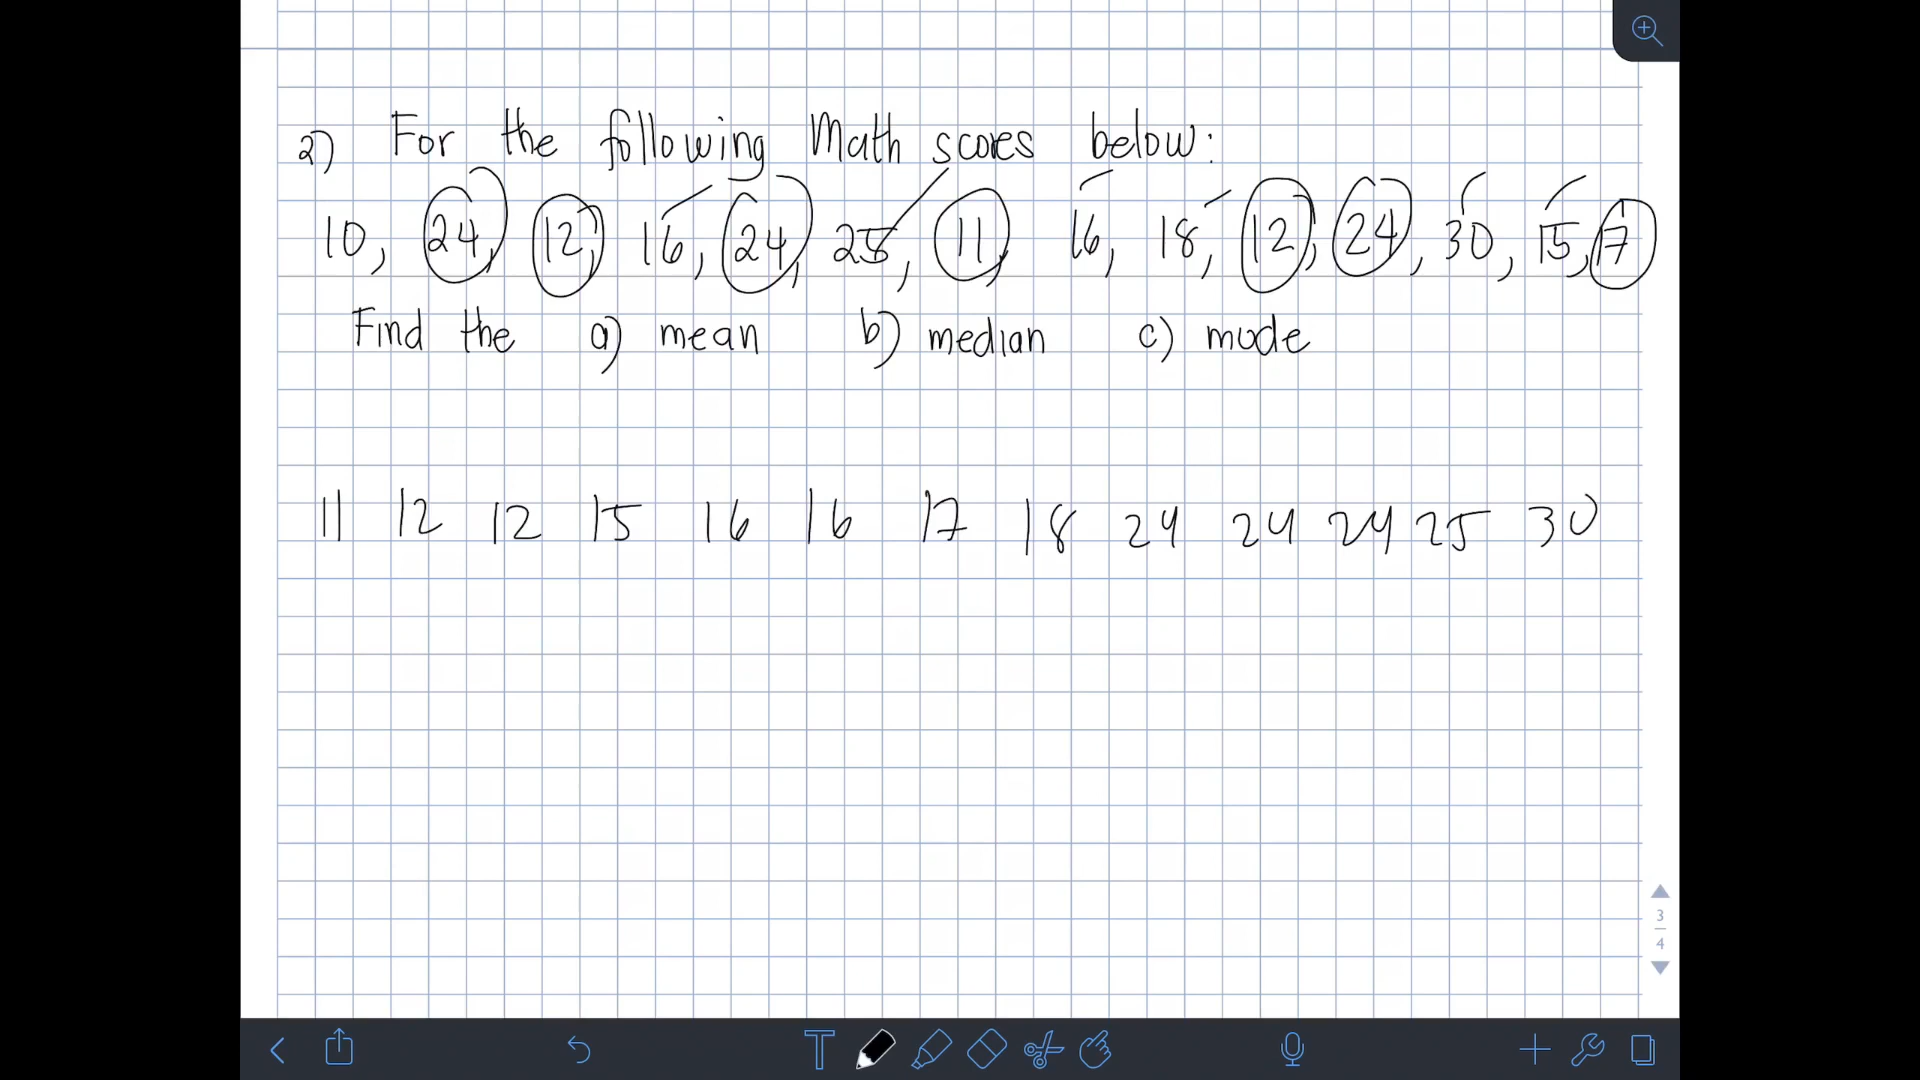 2) For the following Math scores below:
10, 24, 12, 16, 24, 25, 11, 16, 18, 12, 24, 30, 15, 17
Find the a) mean b) median c) mode
11 12 12 15 16 16 17 18 24 24 24 25 30
3
4
T